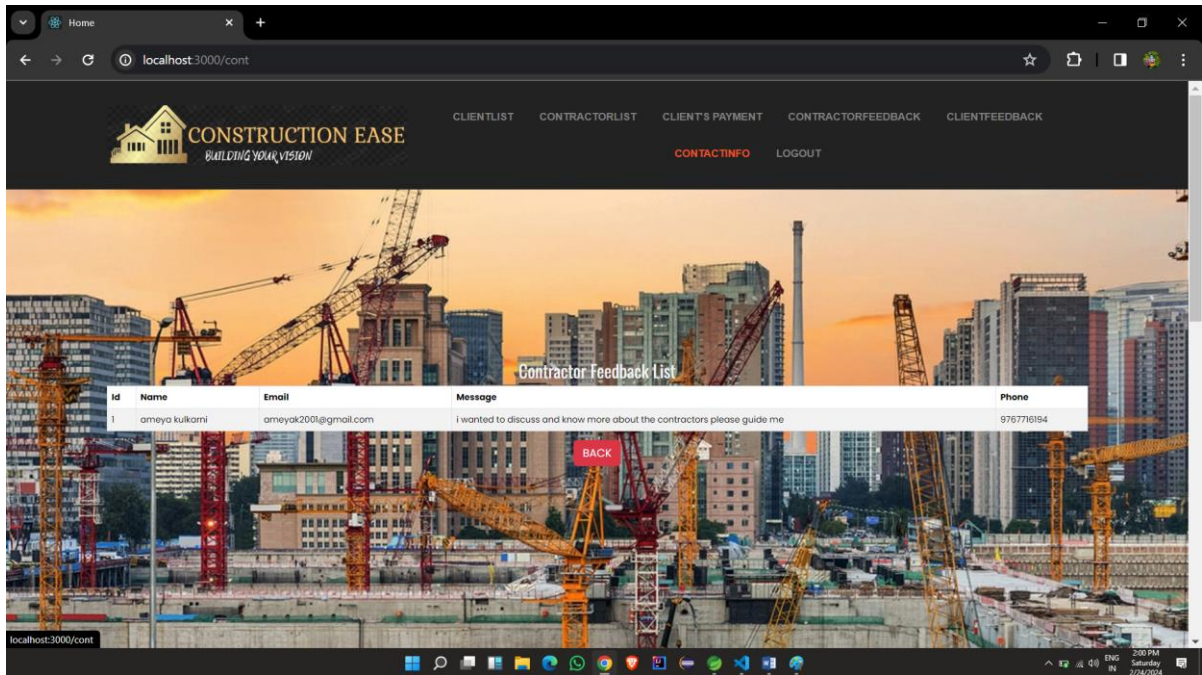 Home
localhost:3000/cont
CONSTRUCTION EASE
BUILDING YOUR VISION
CLIENTLIST CONTRACTORLIST CLIENT'S PAYMENT CONTRACTORFEEDBACK CLIENTFEEDBACK
CONTACTINFO LOGOUT
Contractor Feedback List
Id Name Email Message Phone
1 ameya kulkarni ameyak2001@gmail.com i wanted to discuss and know more about the contractors please guide me 9767716194
BACK
localhost:3000/cont
ENG
IN
2:00 PM
Saturday
2/24/2024